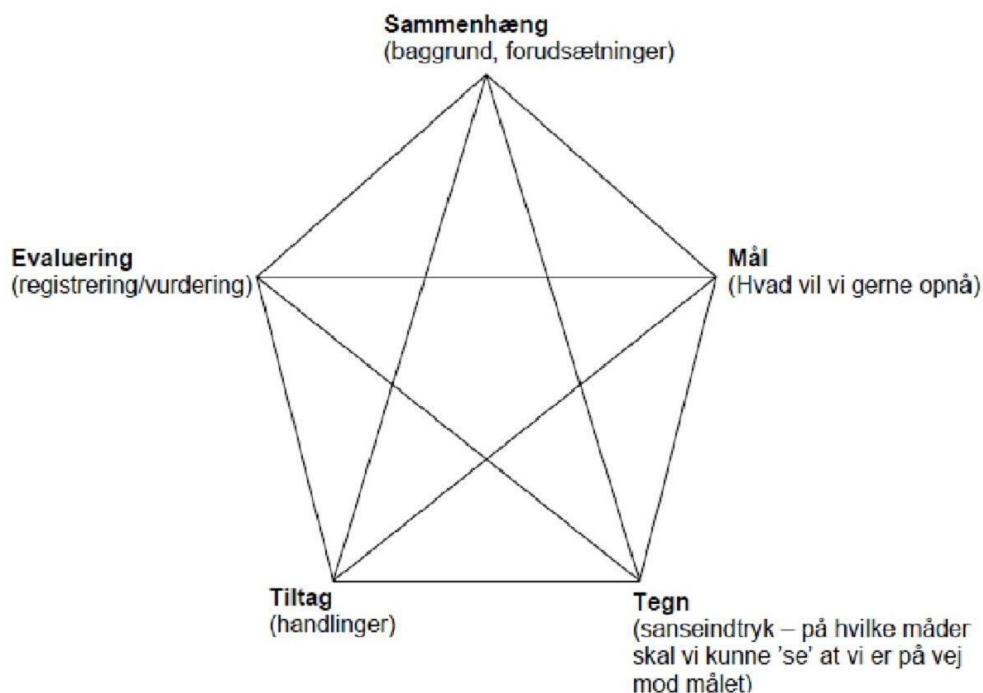 Sammenhæng
(baggrund, forudsætninger)
Evaluering
(registrering/vurdering)
Mål
(Hvad vil vi gerne opnå)
Tiltag
(handlinger)
Tegn
(sanseindtryk – på hvilke måder
skal vi kunne 'se' at vi er på vej
mod målet)